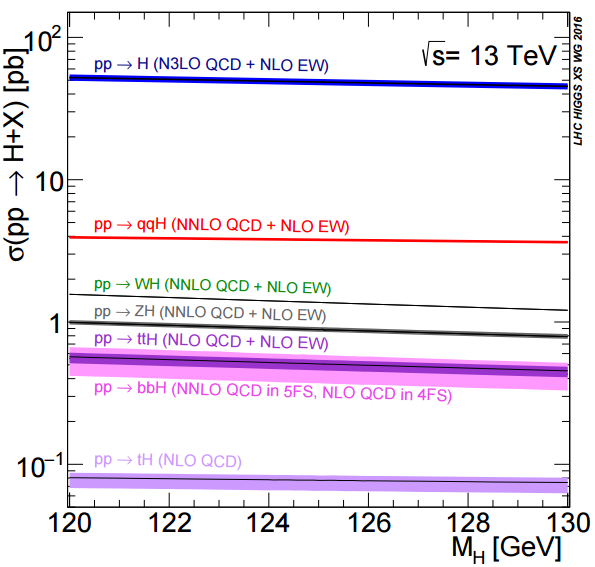 σ(pp → H+X) [pb]
10²
10
1
10⁻¹
√s= 13 TeV
LHC HIGGS XS WG 2016
pp → H (N3LO QCD + NLO EW)
pp → qqH (NNLO QCD + NLO EW)
pp → WH (NNLO QCD + NLO EW)
pp → ZH (NNLO QCD + NLO EW)
pp → ttH (NLO QCD + NLO EW)
pp → bbH (NNLO QCD in 5FS, NLO QCD in 4FS)
pp → tH (NLO QCD)
120 122 124 126 128 130
M_H [GeV]